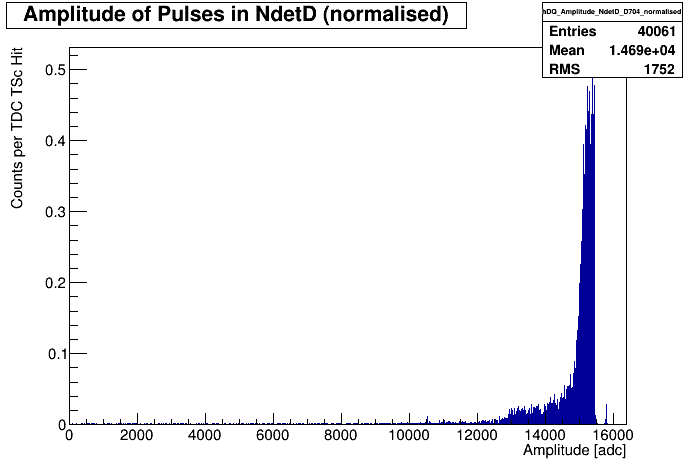 Amplitude of Pulses in NdetD (normalised)
hDQ_Amplitude_NdetD_D704_normalised
Entries 40061
Mean 1.469e+04
RMS 1752
Counts per TDC TSc Hit
0.5
0.4
0.3
0.2
0.1
0
0 2000 4000 6000 8000 10000 12000 14000 16000
Amplitude [adc]